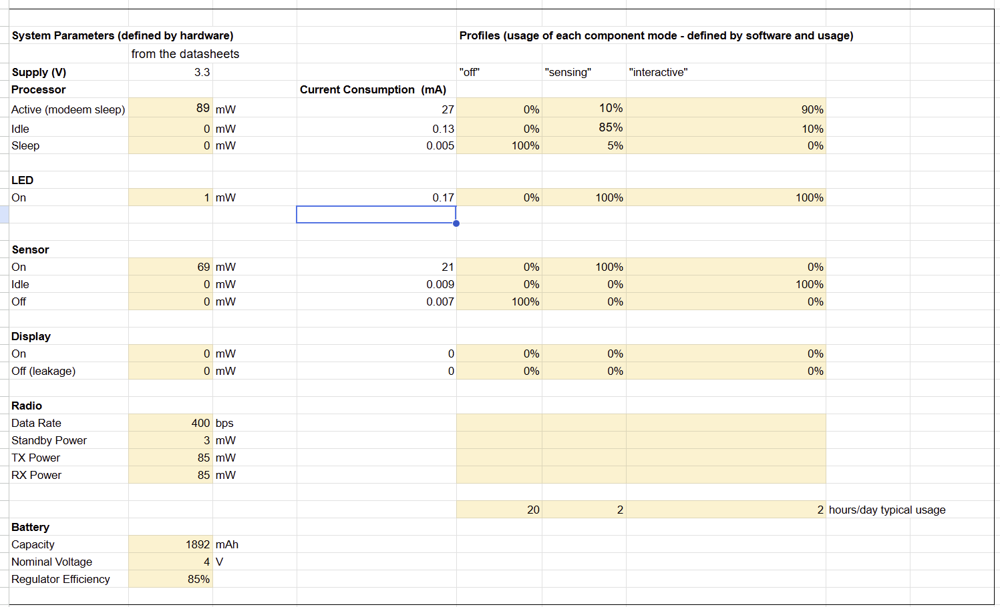 System Parameters (defined by hardware) Profiles (usage of each component mode - defined by software and usage)
from the datasheets
Supply (V) 3.3 "off" "sensing" "interactive"
Processor Current Consumption (mA)
Active (modeem sleep) 89 mW 27 0% 10% 90%
Idle 0 mW 0.13 0% 85% 10%
Sleep 0 mW 0.005 100% 5% 0%
LED
On 1 mW 0.17 0% 100% 100%
Sensor
On 69 mW 21 0% 100% 0%
Idle 0 mW 0.009 0% 0% 100%
Off 0 mW 0.007 100% 0% 0%
Display
On 0 mW 0 0% 0% 0%
Off (leakage) 0 mW 0 0% 0% 0%
Radio
Data Rate 400 bps
Standby Power 3 mW
TX Power 85 mW
RX Power 85 mW
20 2 2 hours/day typical usage
Battery
Capacity 1892 mAh
Nominal Voltage 4 V
Regulator Efficiency 85%